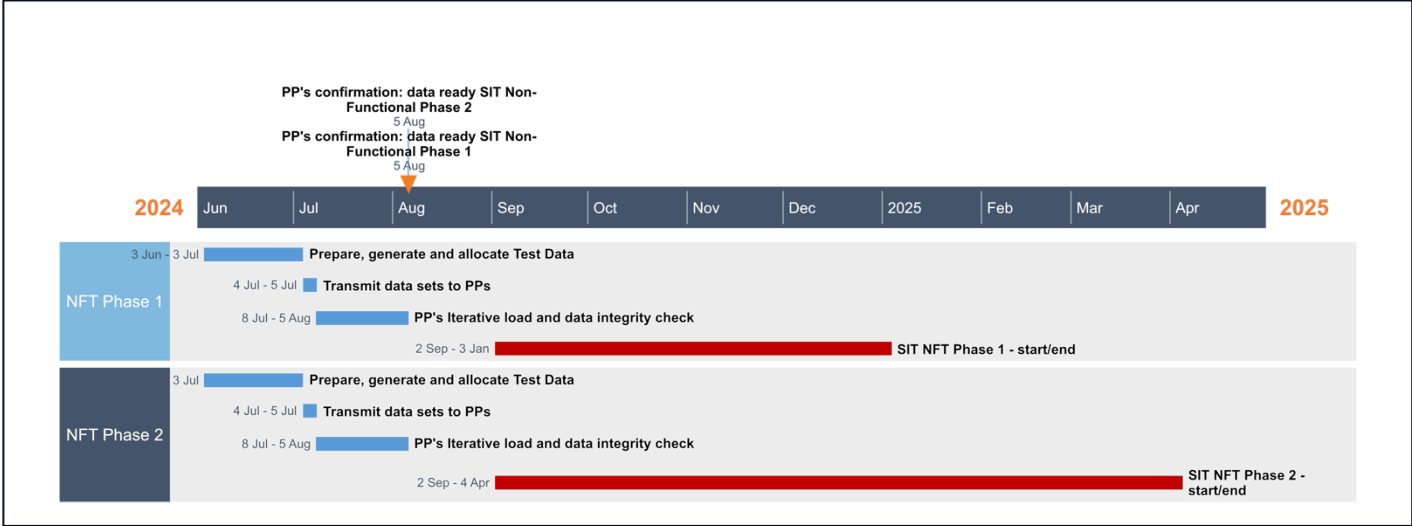 PP's confirmation: data ready SIT Non-
Functional Phase 2
5 Aug
PP's confirmation: data ready SIT Non-
Functional Phase 1
5 Aug
2024 Jun Jul Aug Sep Oct Nov Dec 2025 Feb Mar Apr 2025
NFT Phase 1
3 Jun - 3 Jul Prepare, generate and allocate Test Data
4 Jul - 5 Jul Transmit data sets to PPs
8 Jul - 5 Aug PP's Iterative load and data integrity check
2 Sep - 3 Jan SIT NFT Phase 1 - start/end
NFT Phase 2
3 Jul Prepare, generate and allocate Test Data
4 Jul - 5 Jul Transmit data sets to PPs
8 Jul - 5 Aug PP's Iterative load and data integrity check
2 Sep - 4 Apr SIT NFT Phase 2 -
start/end